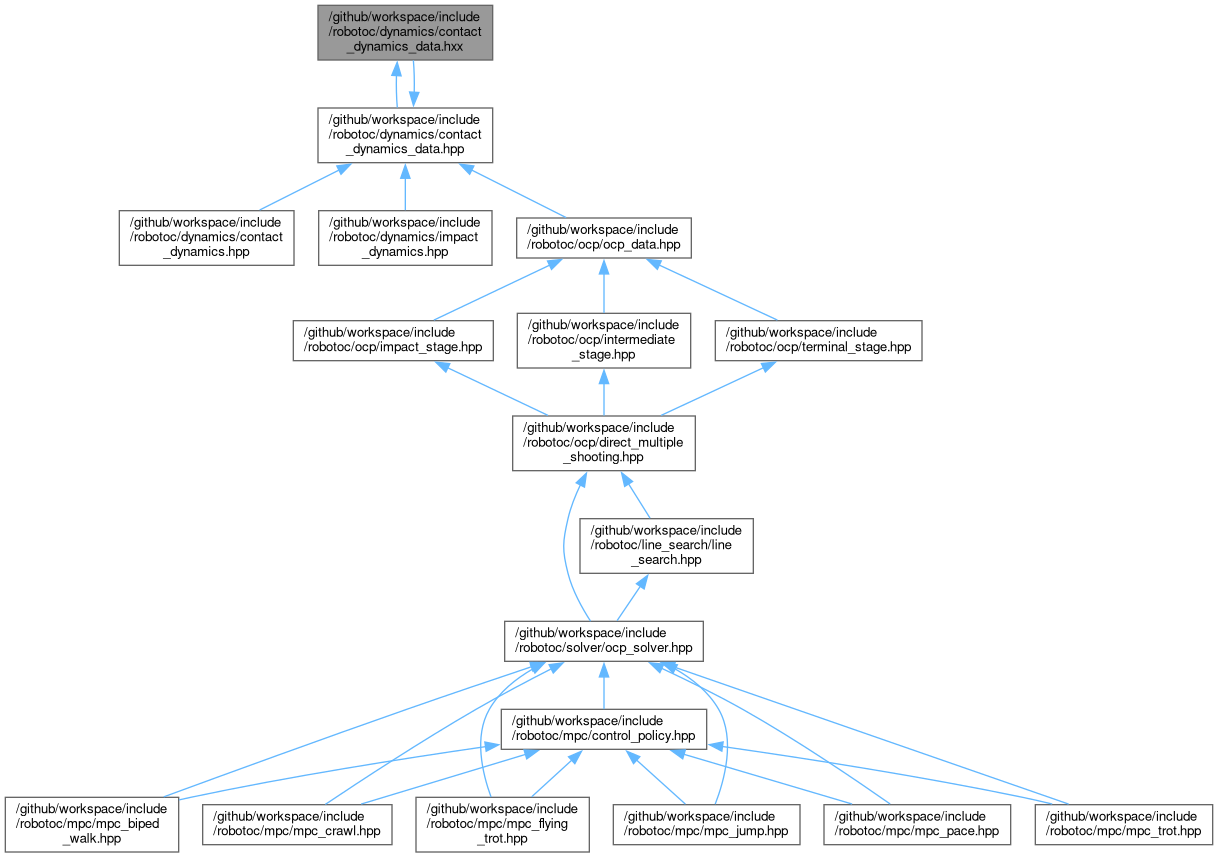 /github/workspace/include
/robotoc/dynamics/contact
_dynamics_data.hxx
/github/workspace/include
/robotoc/dynamics/contact
_dynamics_data.hpp
/github/workspace/include
/robotoc/dynamics/contact
_dynamics.hpp
/github/workspace/include
/robotoc/dynamics/impact
_dynamics.hpp
/github/workspace/include
/robotoc/ocp/ocp_data.hpp
/github/workspace/include
/robotoc/ocp/impact_stage.hpp
/github/workspace/include
/robotoc/ocp/intermediate
_stage.hpp
/github/workspace/include
/robotoc/ocp/terminal_stage.hpp
/github/workspace/include
/robotoc/ocp/direct_multiple
_shooting.hpp
/github/workspace/include
/robotoc/line_search/line
_search.hpp
/github/workspace/include
/robotoc/solver/ocp_solver.hpp
/github/workspace/include
/robotoc/mpc/control_policy.hpp
/github/workspace/include
/robotoc/mpc/mpc_biped
_walk.hpp
/github/workspace/include
/robotoc/mpc/mpc_crawl.hpp
/github/workspace/include
/robotoc/mpc/mpc_flying
_trot.hpp
/github/workspace/include
/robotoc/mpc/mpc_jump.hpp
/github/workspace/include
/robotoc/mpc/mpc_pace.hpp
/github/workspace/include
/robotoc/mpc/mpc_trot.hpp